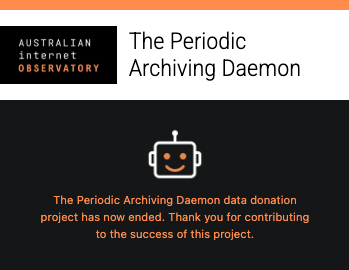 AUSTRALIAN
internet
OBSERVATORY
The Periodic
Archiving Daemon
The Periodic Archiving Daemon data donation
project has now ended. Thank you for contributing
to the success of this project.